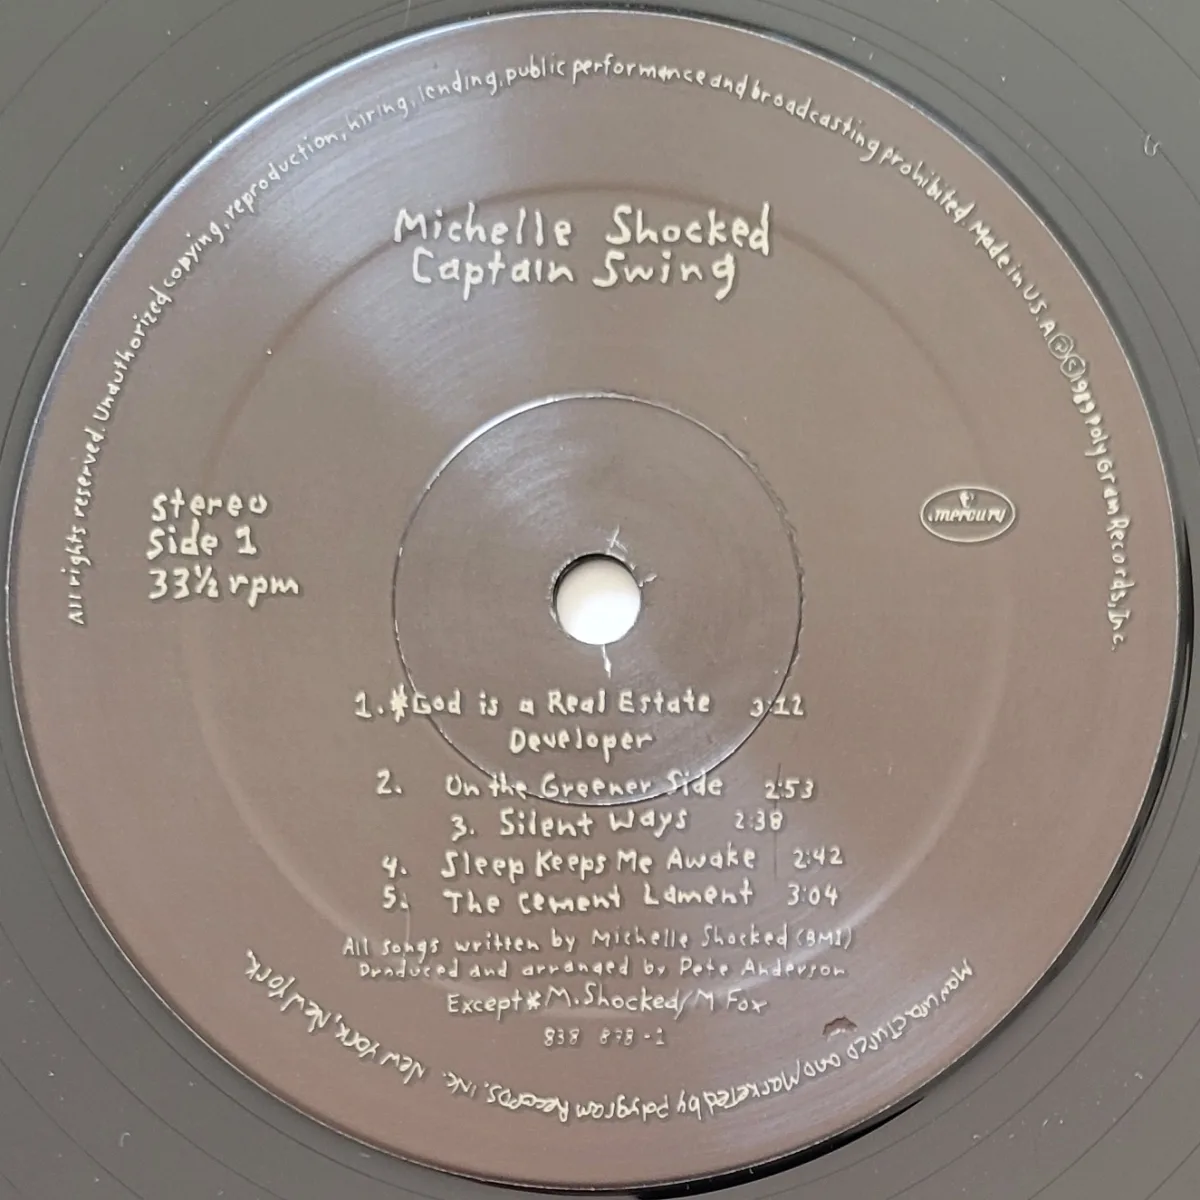 All rights reserved. Unauthorized copying, reproduction, hiring, lending, public performance and broadcasting prohibited. Made in U.S.A ℗ © 1989 PolyGram Records, Inc.
Michelle Shocked
Captain Swing
Stereo
Side 1
33⅓ rpm
mercury
1. *God is a Real Estate 3:12
Developer
2. On the Greener Side 2:53
3. Silent Ways 2:38
4. Sleep Keeps Me Awake 2:42
5. The Cement Lament 3:04
All songs written by Michelle Shocked (BMI)
Produced and arranged by Pete Anderson
Except * M.Shocked/M Fox
838 878-1
Manufactured and Marketed by Polygram Records, Inc. New York, New York